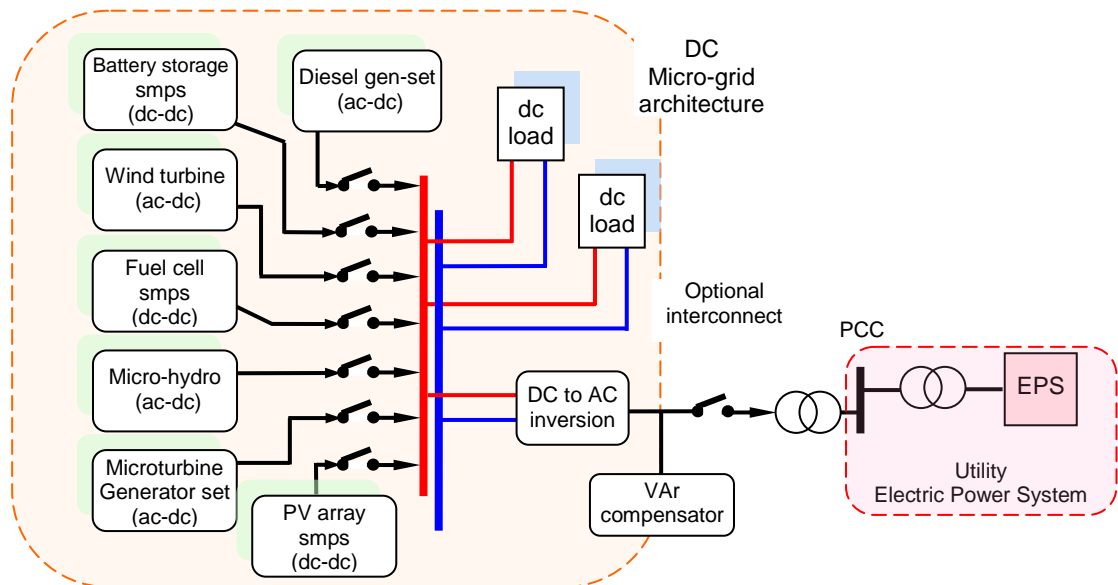 Battery storage
smps
(dc-dc)
Diesel gen-set
(ac-dc)
dc
load
DC
Micro-grid
architecture
Wind turbine
(ac-dc)
dc
load
Fuel cell
smps
(dc-dc)
Optional
interconnect
PCC
Micro-hydro
(ac-dc)
DC to AC
inversion
EPS
Microturbine
Generator set
(ac-dc)
PV array
smps
(dc-dc)
VAr
compensator
Utility
Electric Power System